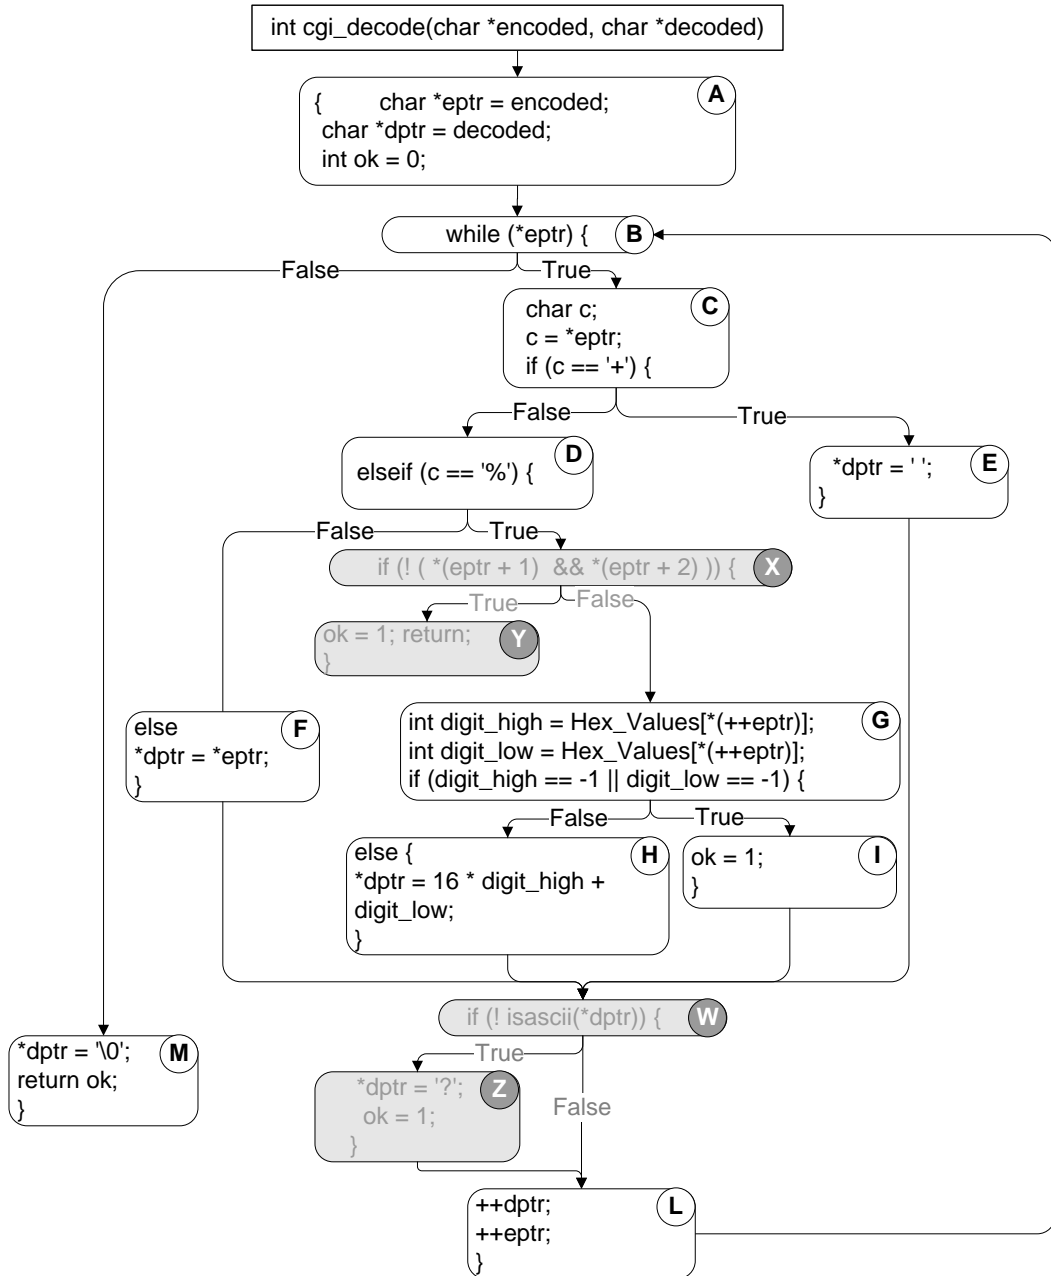 int cgi_decode(char *encoded, char *decoded)
{ char *eptr = encoded;
char *dptr = decoded;
int ok = 0;
A
while (*eptr) {
B
False
True
char c;
c = *eptr;
if (c == '+') {
C
False
True
elseif (c == '%') {
D
*dptr = ' ';
}
E
False
True
if (! ( *(eptr + 1) && *(eptr + 2) )) {
X
True
False
ok = 1; return;
}
Y
else
*dptr = *eptr;
}
F
int digit_high = Hex_Values[*(++eptr)];
int digit_low = Hex_Values[*(++eptr)];
if (digit_high == -1 || digit_low == -1) {
G
False
True
else {
*dptr = 16 * digit_high +
digit_low;
}
H
ok = 1;
}
I
if (! isascii(*dptr)) {
W
True
False
*dptr = '\0';
return ok;
}
M
*dptr = '?';
ok = 1;
}
Z
++dptr;
++eptr;
}
L